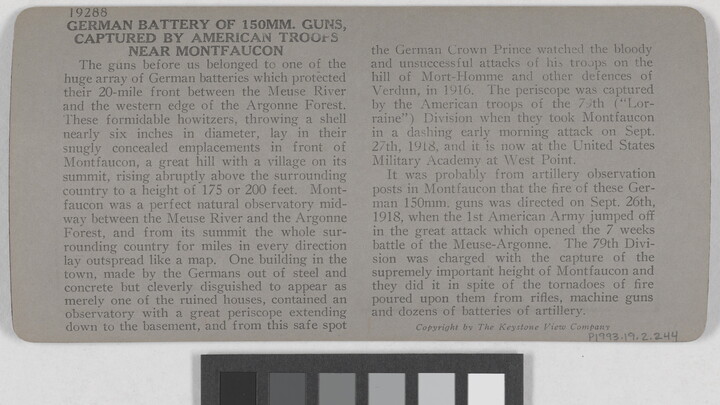 19288
GERMAN BATTERY OF 150MM. GUNS,
CAPTURED BY AMERICAN TROOPS
NEAR MONTFAUCON
The guns before us belonged to one of the
huge array of German batteries which protected
their 20-mile front between the Meuse River
and the western edge of the Argonne Forest.
These formidable howitzers, throwing a shell
nearly six inches in diameter, lay in their
snugly concealed emplacements in front of
Montfaucon, a great hill with a village on its
summit, rising abruptly above the surrounding
country to a height of 175 or 200 feet. Mont-
faucon was a perfect natural observatory mid-
way between the Meuse River and the Argonne
Forest, and from its summit the whole sur-
rounding country for miles in every direction
lay outspread like a map. One building in the
town, made by the Germans out of steel and
concrete but cleverly disguished to appear as
merely one of the ruined houses, contained an
observatory with a great periscope extending
down to the basement, and from this safe spot
the German Crown Prince watched the bloody
and unsuccessful attacks of his troops on the
hill of Mort-Homme and other defences of
Verdun, in 1916. The periscope was captured
by the American troops of the 79th ("Lor-
raine") Division when they took Montfaucon
in a dashing early morning attack on Sept.
27th, 1918, and it is now at the United States
Military Academy at West Point.
It was probably from artillery observation
posts in Montfaucon that the fire of these Ger-
man 150mm. guns was directed on Sept. 26th,
1918, when the 1st American Army jumped off
in the great attack which opened the 7 weeks
battle of the Meuse-Argonne. The 79th Divi-
sion was charged with the capture of the
supremely important height of Montfaucon and
they did it in spite of the tornadoes of fire
poured upon them from rifles, machine guns
and dozens of batteries of artillery.
Copyright by The Keystone View Company
P1993.19.2.244